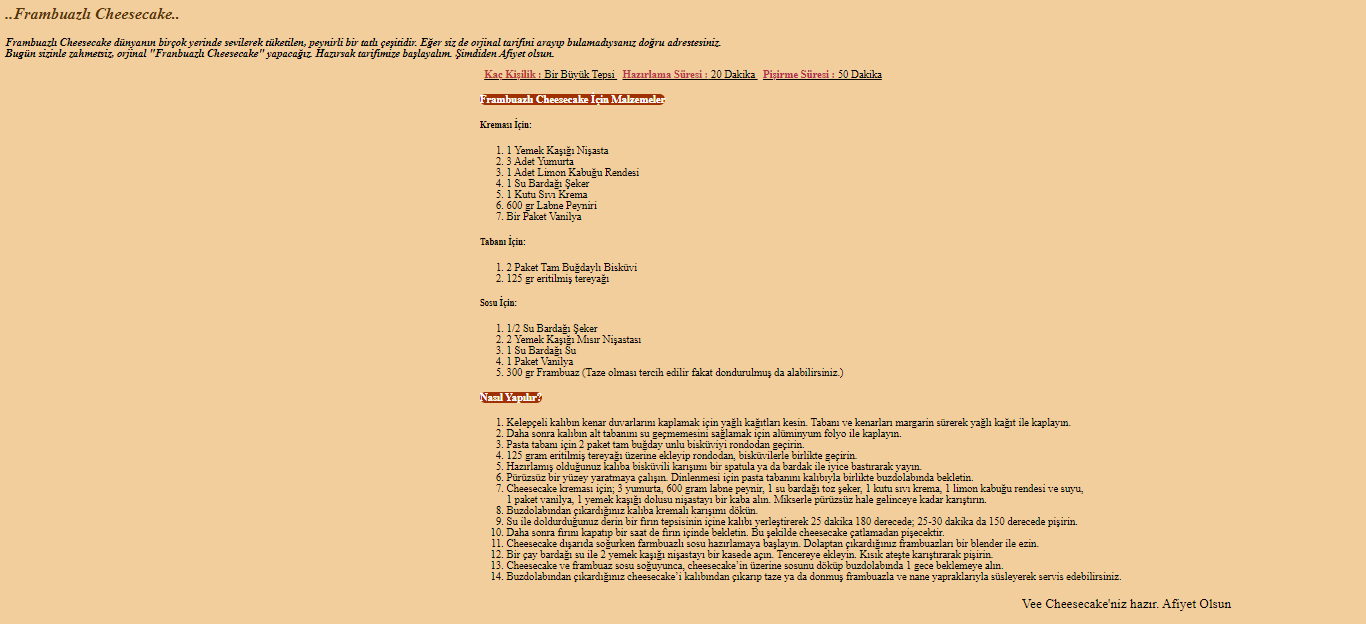 ..Frambuazlı Cheesecake..
Frambuazlı Cheesecake dünyanın birçok yerinde sevilerek tüketilen, peynirli bir tatlı çeşitidir. Eğer siz de orjinal tarifini arayıp bulamadıysanız doğru adrestesiniz.
Bugün sizinle zahmetsiz, orjinal "Franbuazlı Cheesecake" yapacağız. Hazırsak tarifimize başlayalım. Şimdiden Afiyet olsun.
Kaç Kişilik : Bir Büyük Tepsi Hazırlama Süresi : 20 Dakika Pişirme Süresi : 50 Dakika
Frambuazlı Cheesecake İçin Malzemeler
Kreması İçin:
1. 1 Yemek Kaşığı Nişasta
2. 3 Adet Yumurta
3. 1 Adet Limon Kabuğu Rendesi
4. 1 Su Bardağı Şeker
5. 1 Kutu Sıvı Krema
6. 600 gr Labne Peyniri
7. Bir Paket Vanilya
Tabanı İçin:
1. 2 Paket Tam Buğdaylı Bisküvi
2. 125 gr eritilmiş tereyağı
Sosu İçin:
1. 1/2 Su Bardağı Şeker
2. 2 Yemek Kaşığı Mısır Nişastası
3. 1 Su Bardağı Su
4. 1 Paket Vanilya
5. 300 gr Frambuaz (Taze olması tercih edilir fakat dondurulmuş da alabilirsiniz.)
Nasıl Yapılır?
1. Kelepçeli kalıbın kenar duvarlarını kaplamak için yağlı kağıtları kesin. Tabanı ve kenarları margarin sürerek yağlı kağıt ile kaplayın.
2. Daha sonra kalıbın alt tabanını su geçmemesini sağlamak için alüminyum folyo ile kaplayın.
3. Pasta tabanı için 2 paket tam buğday unlu bisküviyi rondodan geçirin.
4. 125 gram eritilmiş tereyağı üzerine ekleyip rondodan, bisküvilerle birlikte geçirin.
5. Hazırlamış olduğunuz kalıba bisküvili karışımı bir spatula ya da bardak ile iyice bastırarak yayın.
6. Pürüzsüz bir yüzey yaratmaya çalışın. Dinlenmesi için pasta tabanını kalıbıyla birlikte buzdolabında bekletin.
7. Cheesecake kreması için; 3 yumurta, 600 gram labne peynir, 1 su bardağı toz şeker, 1 kutu sıvı krema, 1 limon kabuğu rendesi ve suyu,
1 paket vanilya, 1 yemek kaşığı dolusu nişastayı bir kaba alın. Mikserle pürüzsüz hale gelinceye kadar karıştırın.
8. Buzdolabından çıkardığınız kalıba kremalı karışımı dökün.
9. Su ile doldurduğunuz derin bir fırın tepsisinin içine kalıbı yerleştirerek 25 dakika 180 derecede; 25-30 dakika da 150 derecede pişirin.
10. Daha sonra fırını kapatıp bir saat de fırın içinde bekletin. Bu şekilde cheesecake çatlamadan pişecektir.
11. Cheesecake dışarıda soğurken farmbuazlı sosu hazırlamaya başlayın. Dolaptan çıkardığınız frambuazları bir blender ile ezin.
12. Bir çay bardağı su ile 2 yemek kaşığı nişastayı bir kasede açın. Tencereye ekleyin. Kısık ateşte karıştırarak pişirin.
13. Cheesecake ve frambuaz sosu soğuyunca, cheesecake’in üzerine sosunu döküp buzdolabında 1 gece beklemeye alın.
14. Buzdolabından çıkardığınız cheesecake’i kalıbından çıkarıp taze ya da donmuş frambuazla ve nane yapraklarıyla süsleyerek servis edebilirsiniz.
Vee Cheesecake'niz hazır. Afiyet Olsun